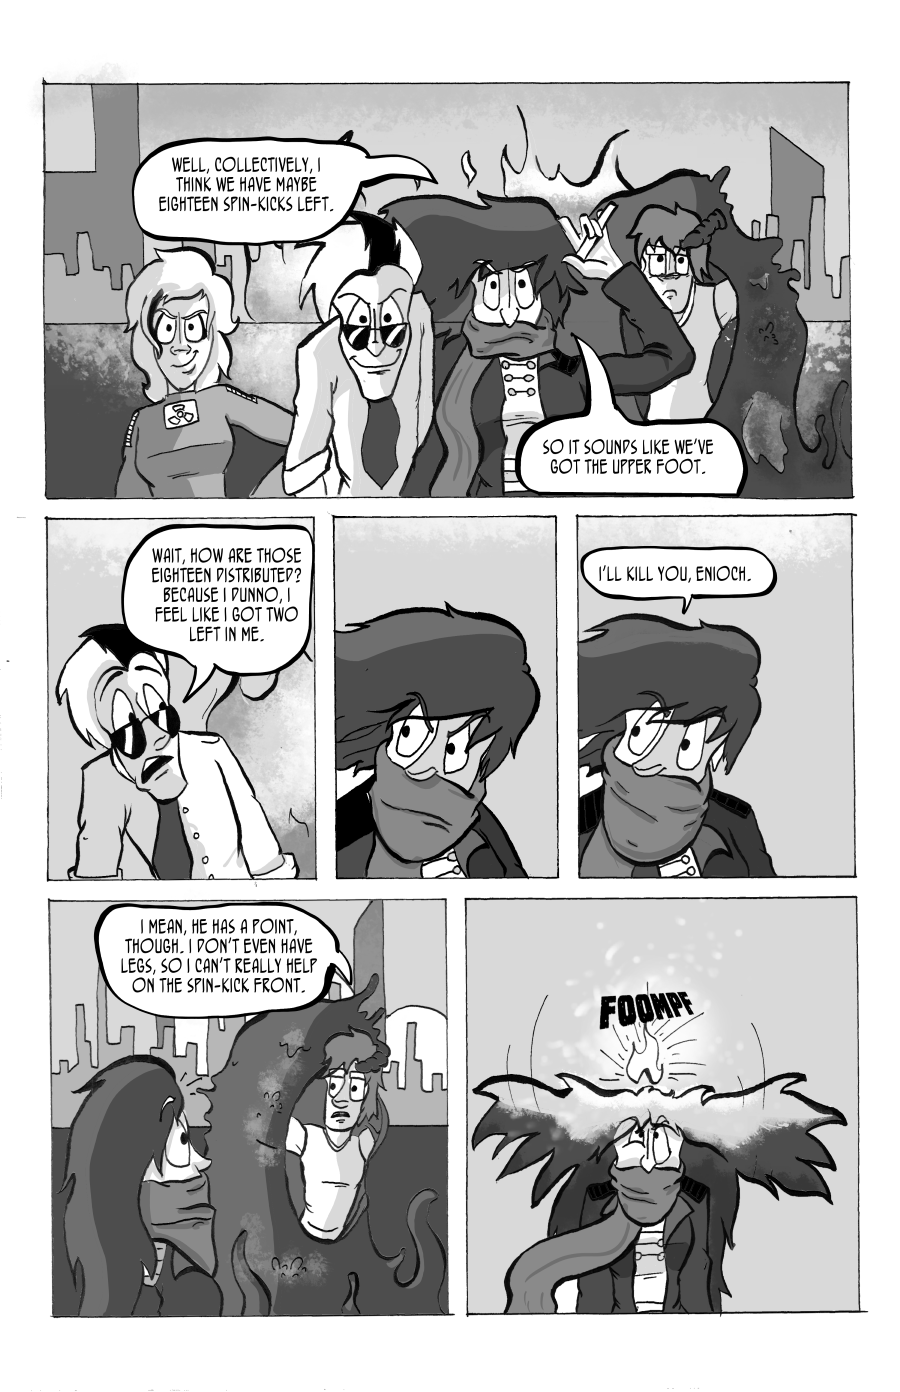 WELL, COLLECTIVELY, I
THINK WE HAVE MAYBE
EIGHTEEN SPIN-KICKS LEFT.
SO IT SOUNDS LIKE WE'VE
GOT THE UPPER FOOT.
WAIT, HOW ARE THOSE
EIGHTEEN DISTRIBUTED?
BECAUSE I DUNNO, I
FEEL LIKE I GOT TWO
LEFT IN ME.
I'LL KILL YOU, ENIOCH.
I MEAN, HE HAS A POINT,
THOUGH. I DON'T EVEN HAVE
LEGS, SO I CAN'T REALLY HELP
ON THE SPIN-KICK FRONT.
FOOMPF